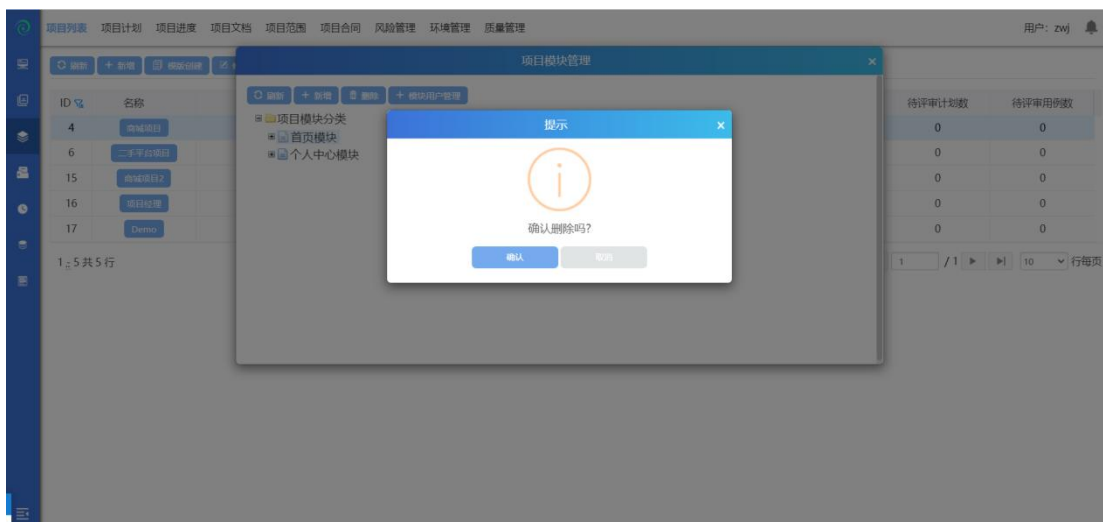 项目列表 项目计划 项目进度 项目文档 项目范围 项目合同 风险管理 环境管理 质量管理 用户: zwj
刷新 + 新增 模版创建
项目模块管理 ×
刷新 + 新增 删除 + 模块用户管理
项目模块分类
首页模块
个人中心模块
提示 ×
确认删除吗?
确认 取消
ID 名称 待评审计划数 待评审用例数
4 商城项目 0 0
6 二手平台项目 0 0
15 商城项目2 0 0
16 项目经理 0 0
17 Demo 0 0
1 - 5 共 5 行 1 / 1 10 行每页